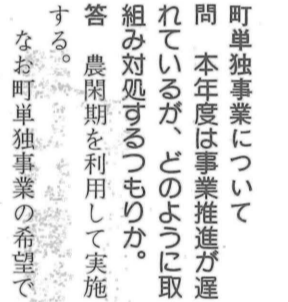 町単独事業について
問　本年度は事業推進が遅
れているが、どのように取
組み対処するつもりか。
答　農閑期を利用して実施
する。
なお町単独事業の希望で